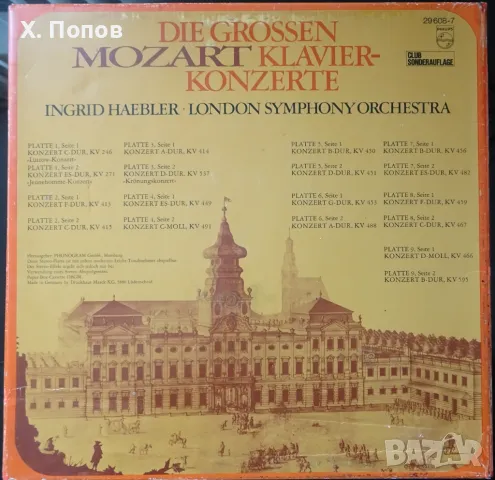 X. Попов
29 608-7
PHILIPS
CLUB
SONDERAUFLAGE
DIE GROSSEN
MOZART KLAVIER-
KONZERTE
INGRID HAEBLER · LONDON SYMPHONY ORCHESTRA
PLATTE 1, Seite 1
KONZERT C-DUR, KV 246
»Lützow-Konzert«
PLATTE 1, Seite 2
KONZERT ES-DUR, KV 271
»Jeunehomme-Konzert«
PLATTE 2, Seite 1
KONZERT F-DUR, KV 413
PLATTE 2, Seite 2
KONZERT C-DUR, KV 415
PLATTE 3, Seite 1
KONZERT A-DUR, KV 414
PLATTE 3, Seite 2
KONZERT D-DUR, KV 537
»Krönungskonzert«
PLATTE 4, Seite 1
KONZERT ES-DUR, KV 449
PLATTE 4, Seite 2
KONZERT C-MOLL, KV 491
PLATTE 5, Seite 1
KONZERT B-DUR, KV 450
PLATTE 5, Seite 2
KONZERT D-DUR, KV 451
PLATTE 6, Seite 1
KONZERT G-DUR, KV 453
PLATTE 6, Seite 2
KONZERT A-DUR, KV 488
PLATTE 7, Seite 1
KONZERT B-DUR, KV 456
PLATTE 7, Seite 2
KONZERT ES-DUR, KV 482
PLATTE 8, Seite 1
KONZERT F-DUR, KV 459
PLATTE 8, Seite 2
KONZERT C-DUR, KV 467
PLATTE 9, Seite 1
KONZERT D-MOLL, KV 466
PLATTE 9, Seite 2
KONZERT B-DUR, KV 595
Herausgeber: PHONOGRAM GmbH, Hamburg
BAZAR